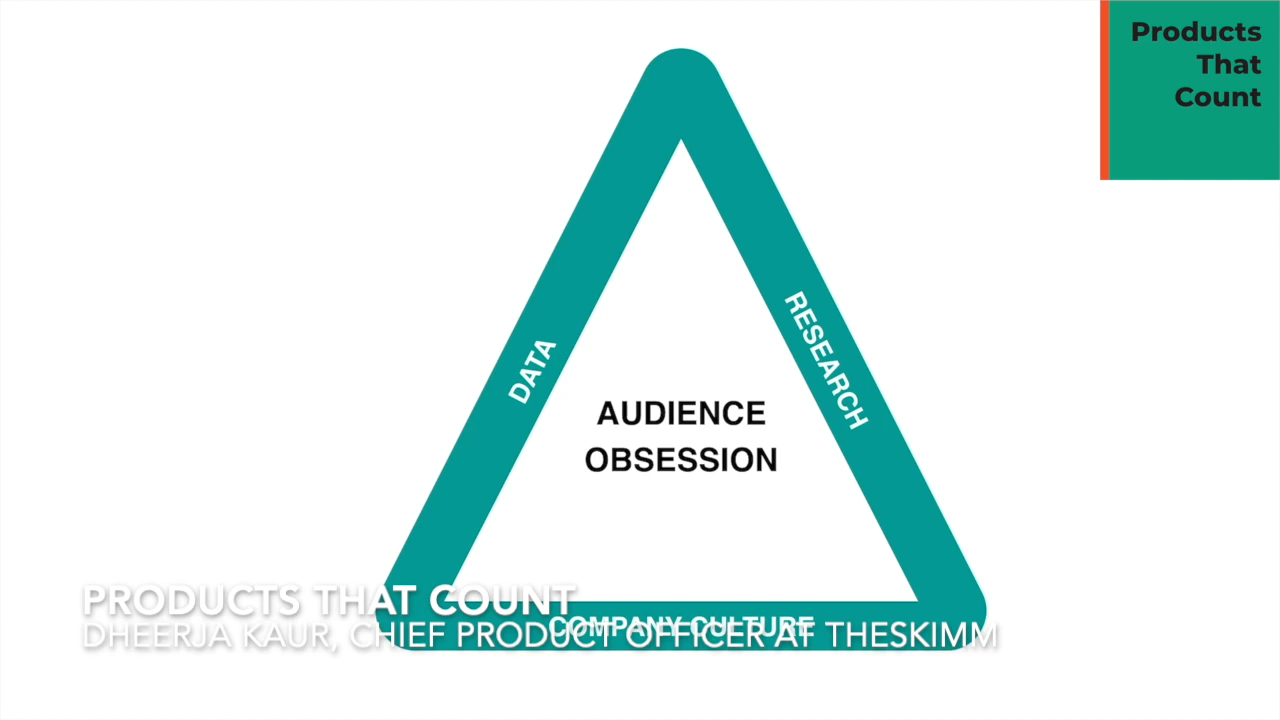 Products
That
Count
DATA
RESEARCH
AUDIENCE
OBSESSION
PRODUCTS THAT COUNT
COMPANY CULTURE
DHEERJA KAUR, CHIEF PRODUCT OFFICER AT THESKIMM